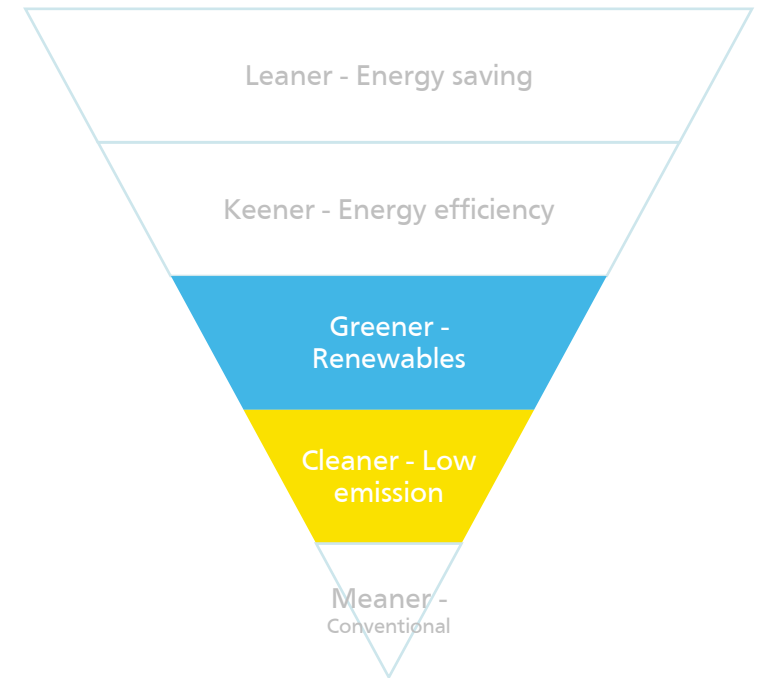 Leaner - Energy saving
Keener - Energy efficiency
Greener -
Renewables
Cleaner - Low
emission
Meaner -
Conventional